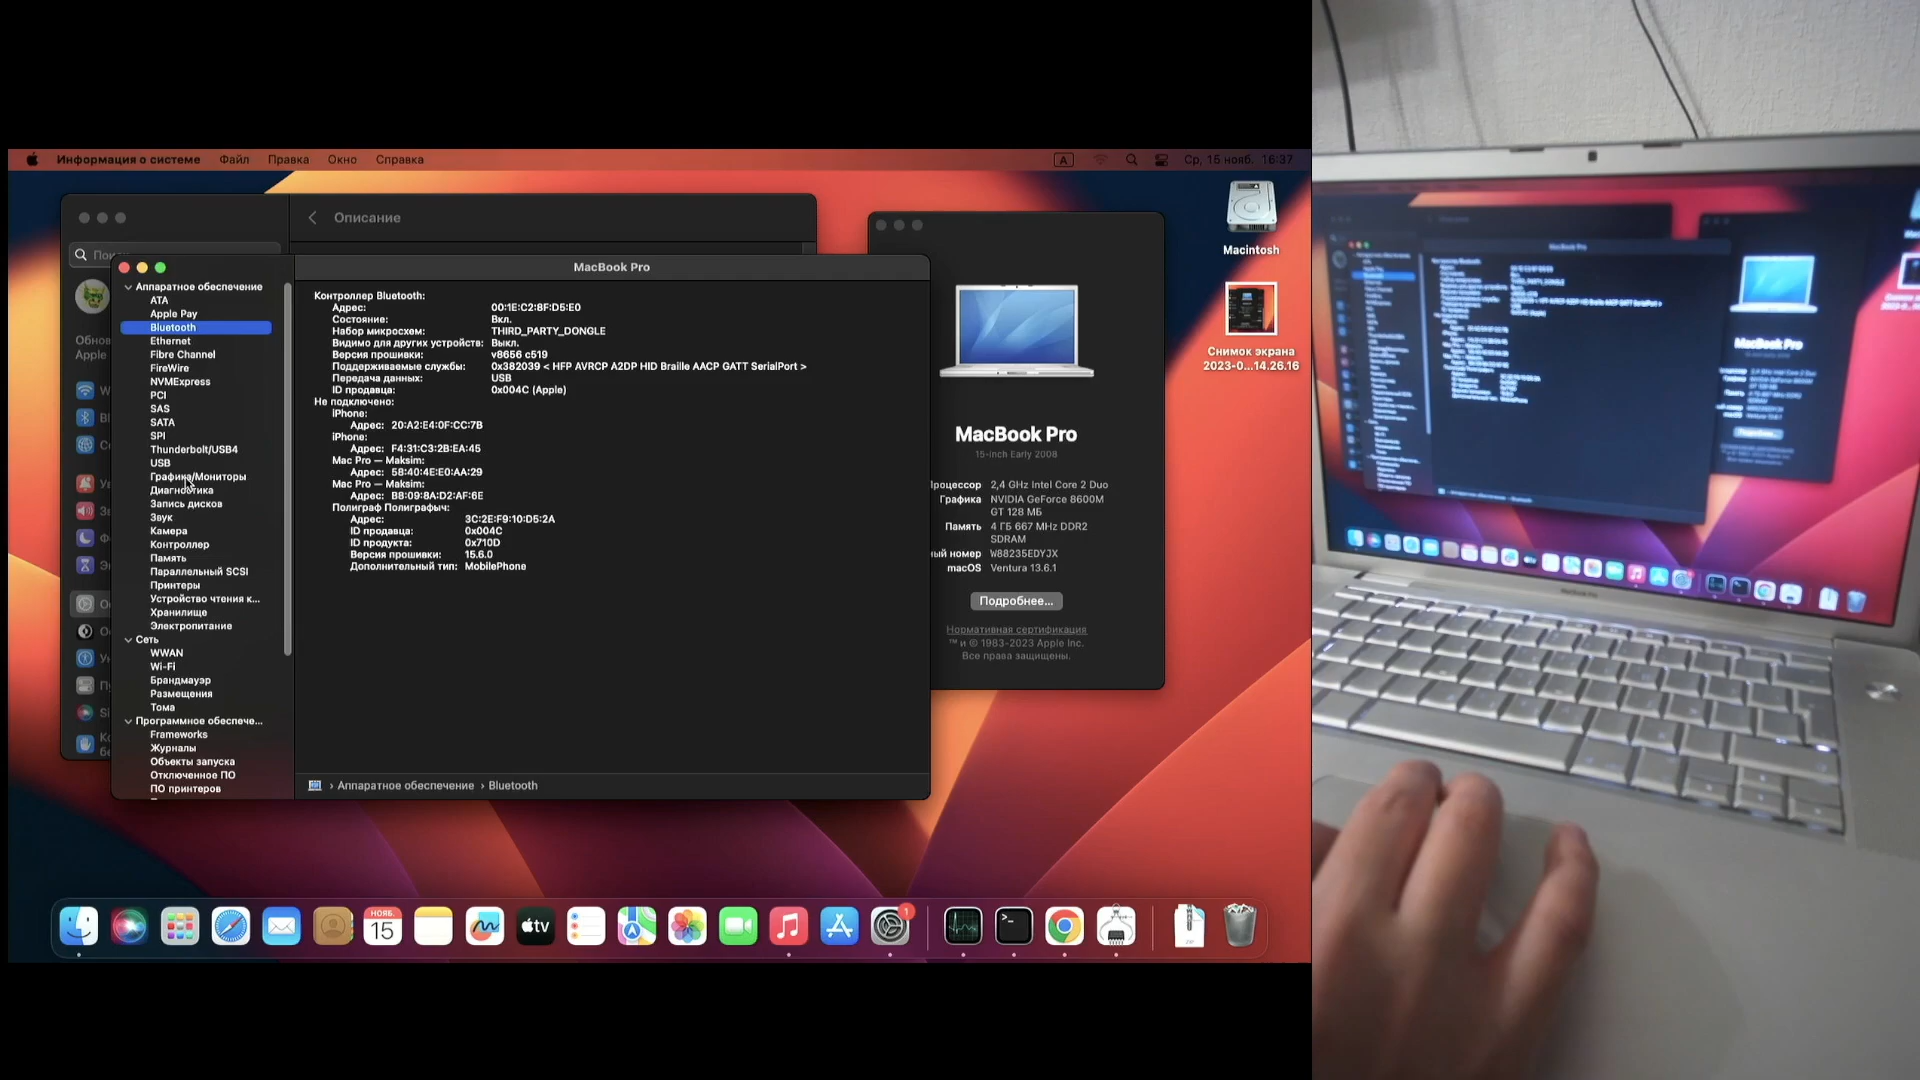 Информация о системе Файл Правка Окно Справка
A Ср, 15 нояб. 16:37
Описание
MacBook Pro
Аппаратное обеспечение
ATA
Apple Pay
Bluetooth
Ethernet
Fibre Channel
FireWire
NVMExpress
PCI
SAS
SATA
SPI
Thunderbolt/USB4
USB
Графика/Мониторы
Диагностика
Запись дисков
Звук
Камера
Контроллер
Память
Параллельный SCSI
Принтеры
Устройство чтения к...
Хранилище
Электропитание
Сеть
WWAN
Wi-Fi
Брандмауэр
Размещения
Тома
Программное обеспече...
Frameworks
Журналы
Объекты запуска
Отключенное ПО
ПО принтеров
Контроллер Bluetooth:
Адрес: 00:1E:C2:8F:D5:E0
Состояние: Вкл.
Набор микросхем: THIRD_PARTY_DONGLE
Видимо для других устройств: Выкл.
Версия прошивки: v8656 c519
Поддерживаемые службы: 0x382039 < HFP AVRCP A2DP HID Braille AACP GATT SerialPort >
Передача данных: USB
ID продавца: 0x004C (Apple)
Не подключено:
iPhone:
Адрес: 20:A2:E4:0F:CC:7B
iPhone:
Адрес: F4:31:C3:2B:EA:45
Mac Pro — Maksim:
Адрес: 58:40:4E:E0:AA:29
Mac Pro — Maksim:
Адрес: B8:09:8A:D2:AF:6E
Полиграф Полиграфыч:
Адрес: 3C:2E:F9:10:D5:2A
ID продавца: 0x004C
ID продукта: 0x710D
Версия прошивки: 15.6.0
Дополнительный тип: MobilePhone
› Аппаратное обеспечение › Bluetooth
MacBook Pro
15-inch Early 2008
Процессор 2,4 GHz Intel Core 2 Duo
Графика NVIDIA GeForce 8600M
GT 128 МБ
Память 4 ГБ 667 MHz DDR2
SDRAM
номер W88235EDYJX
macOS Ventura 13.6.1
Подробнее...
Нормативная сертификация
™ и © 1983-2023 Apple Inc.
Все права защищены.
Macintosh
Снимок экрана
2023-0...14.26.16
НОЯБ.
15
tv
1
ZIP
MacBook Pro
MacBook Pro